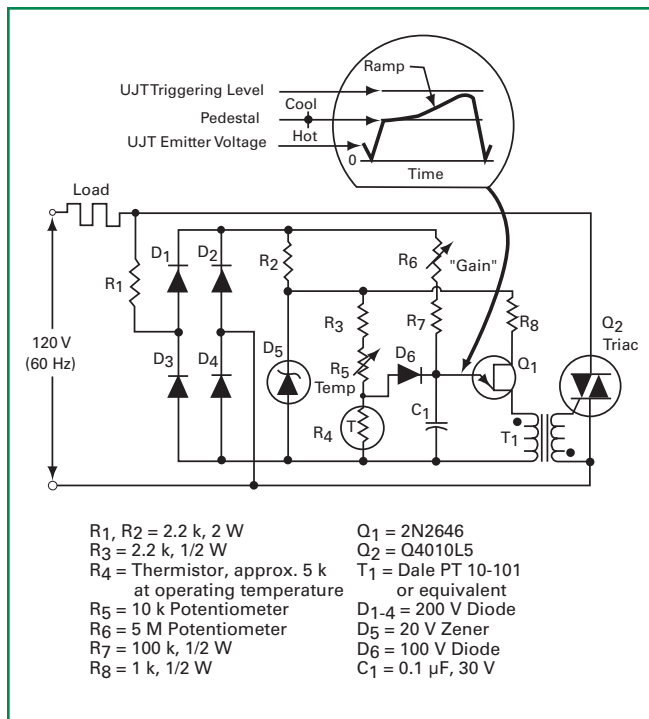 Ramp
UJT Triggering Level
Cool
Pedestal
Hot
UJT Emitter Voltage
0
Time
Load
D1
D2
R2
R6
"Gain"
R1
120 V
(60 Hz)
D3
D4
D5
R3
R7
R8
Q2
Triac
D6
Q1
R5
Temp
C1
T1
R4
T
R1, R2 = 2.2 k, 2 W
R3 = 2.2 k, 1/2 W
R4 = Thermistor, approx. 5 k
at operating temperature
R5 = 10 k Potentiometer
R6 = 5 M Potentiometer
R7 = 100 k, 1/2 W
R8 = 1 k, 1/2 W
Q1 = 2N2646
Q2 = Q4010L5
T1 = Dale PT 10-101
or equivalent
D1-4 = 200 V Diode
D5 = 20 V Zener
D6 = 100 V Diode
C1 = 0.1 µF, 30 V